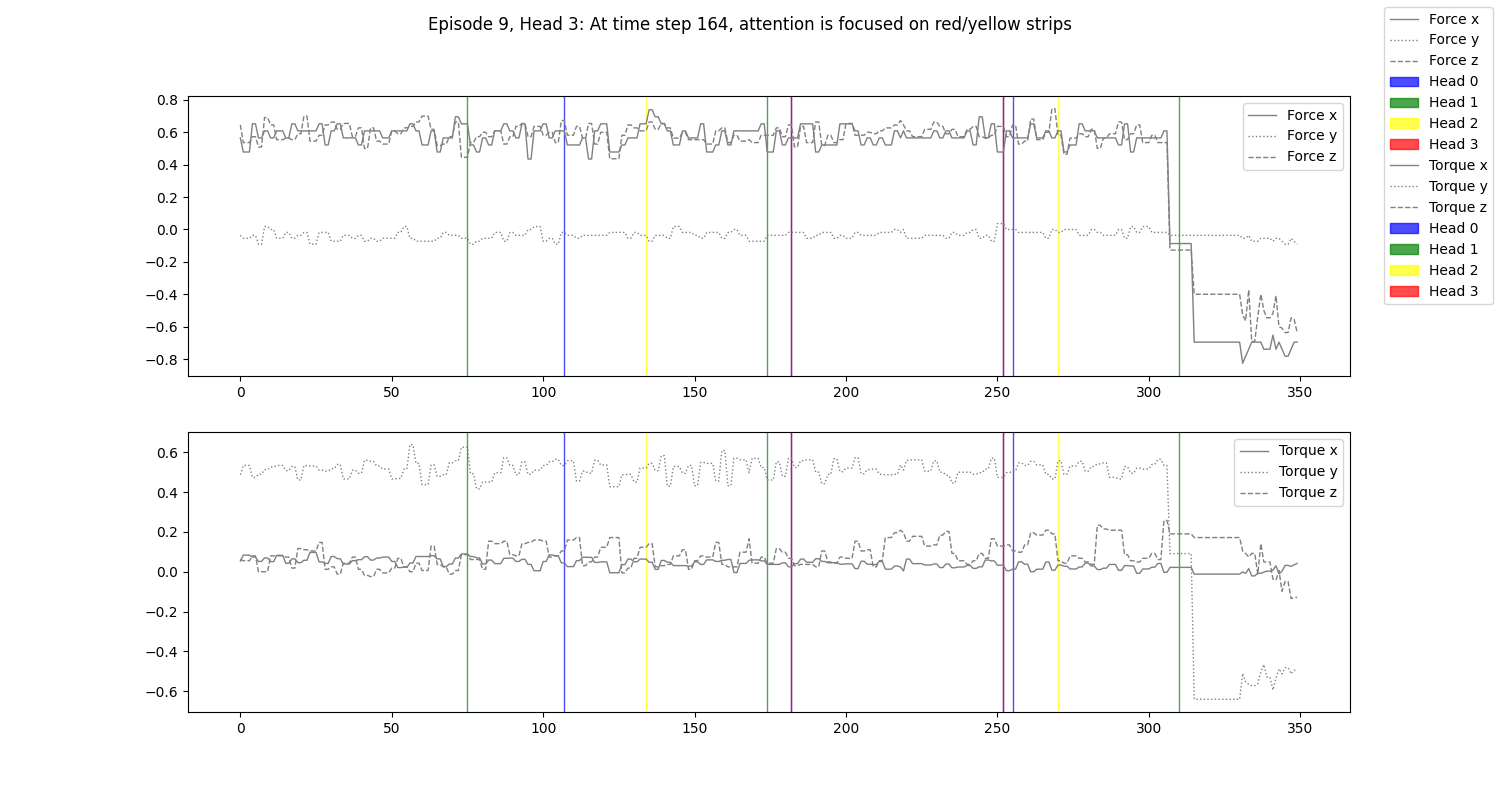 Episode 9, Head 3: At time step 164, attention is focused on red/yellow strips
Force x
Force y
Force z
Head 0
Head 1
Head 2
Head 3
Torque x
Torque y
Torque z
Head 0
Head 1
Head 2
Head 3
0.8
0.6
0.4
0.2
0.0
−0.2
−0.4
−0.6
−0.8
Force x
Force y
Force z
0 50 100 150 200 250 300 350
0.6
0.4
0.2
0.0
−0.2
−0.4
−0.6
Torque x
Torque y
Torque z
0 50 100 150 200 250 300 350